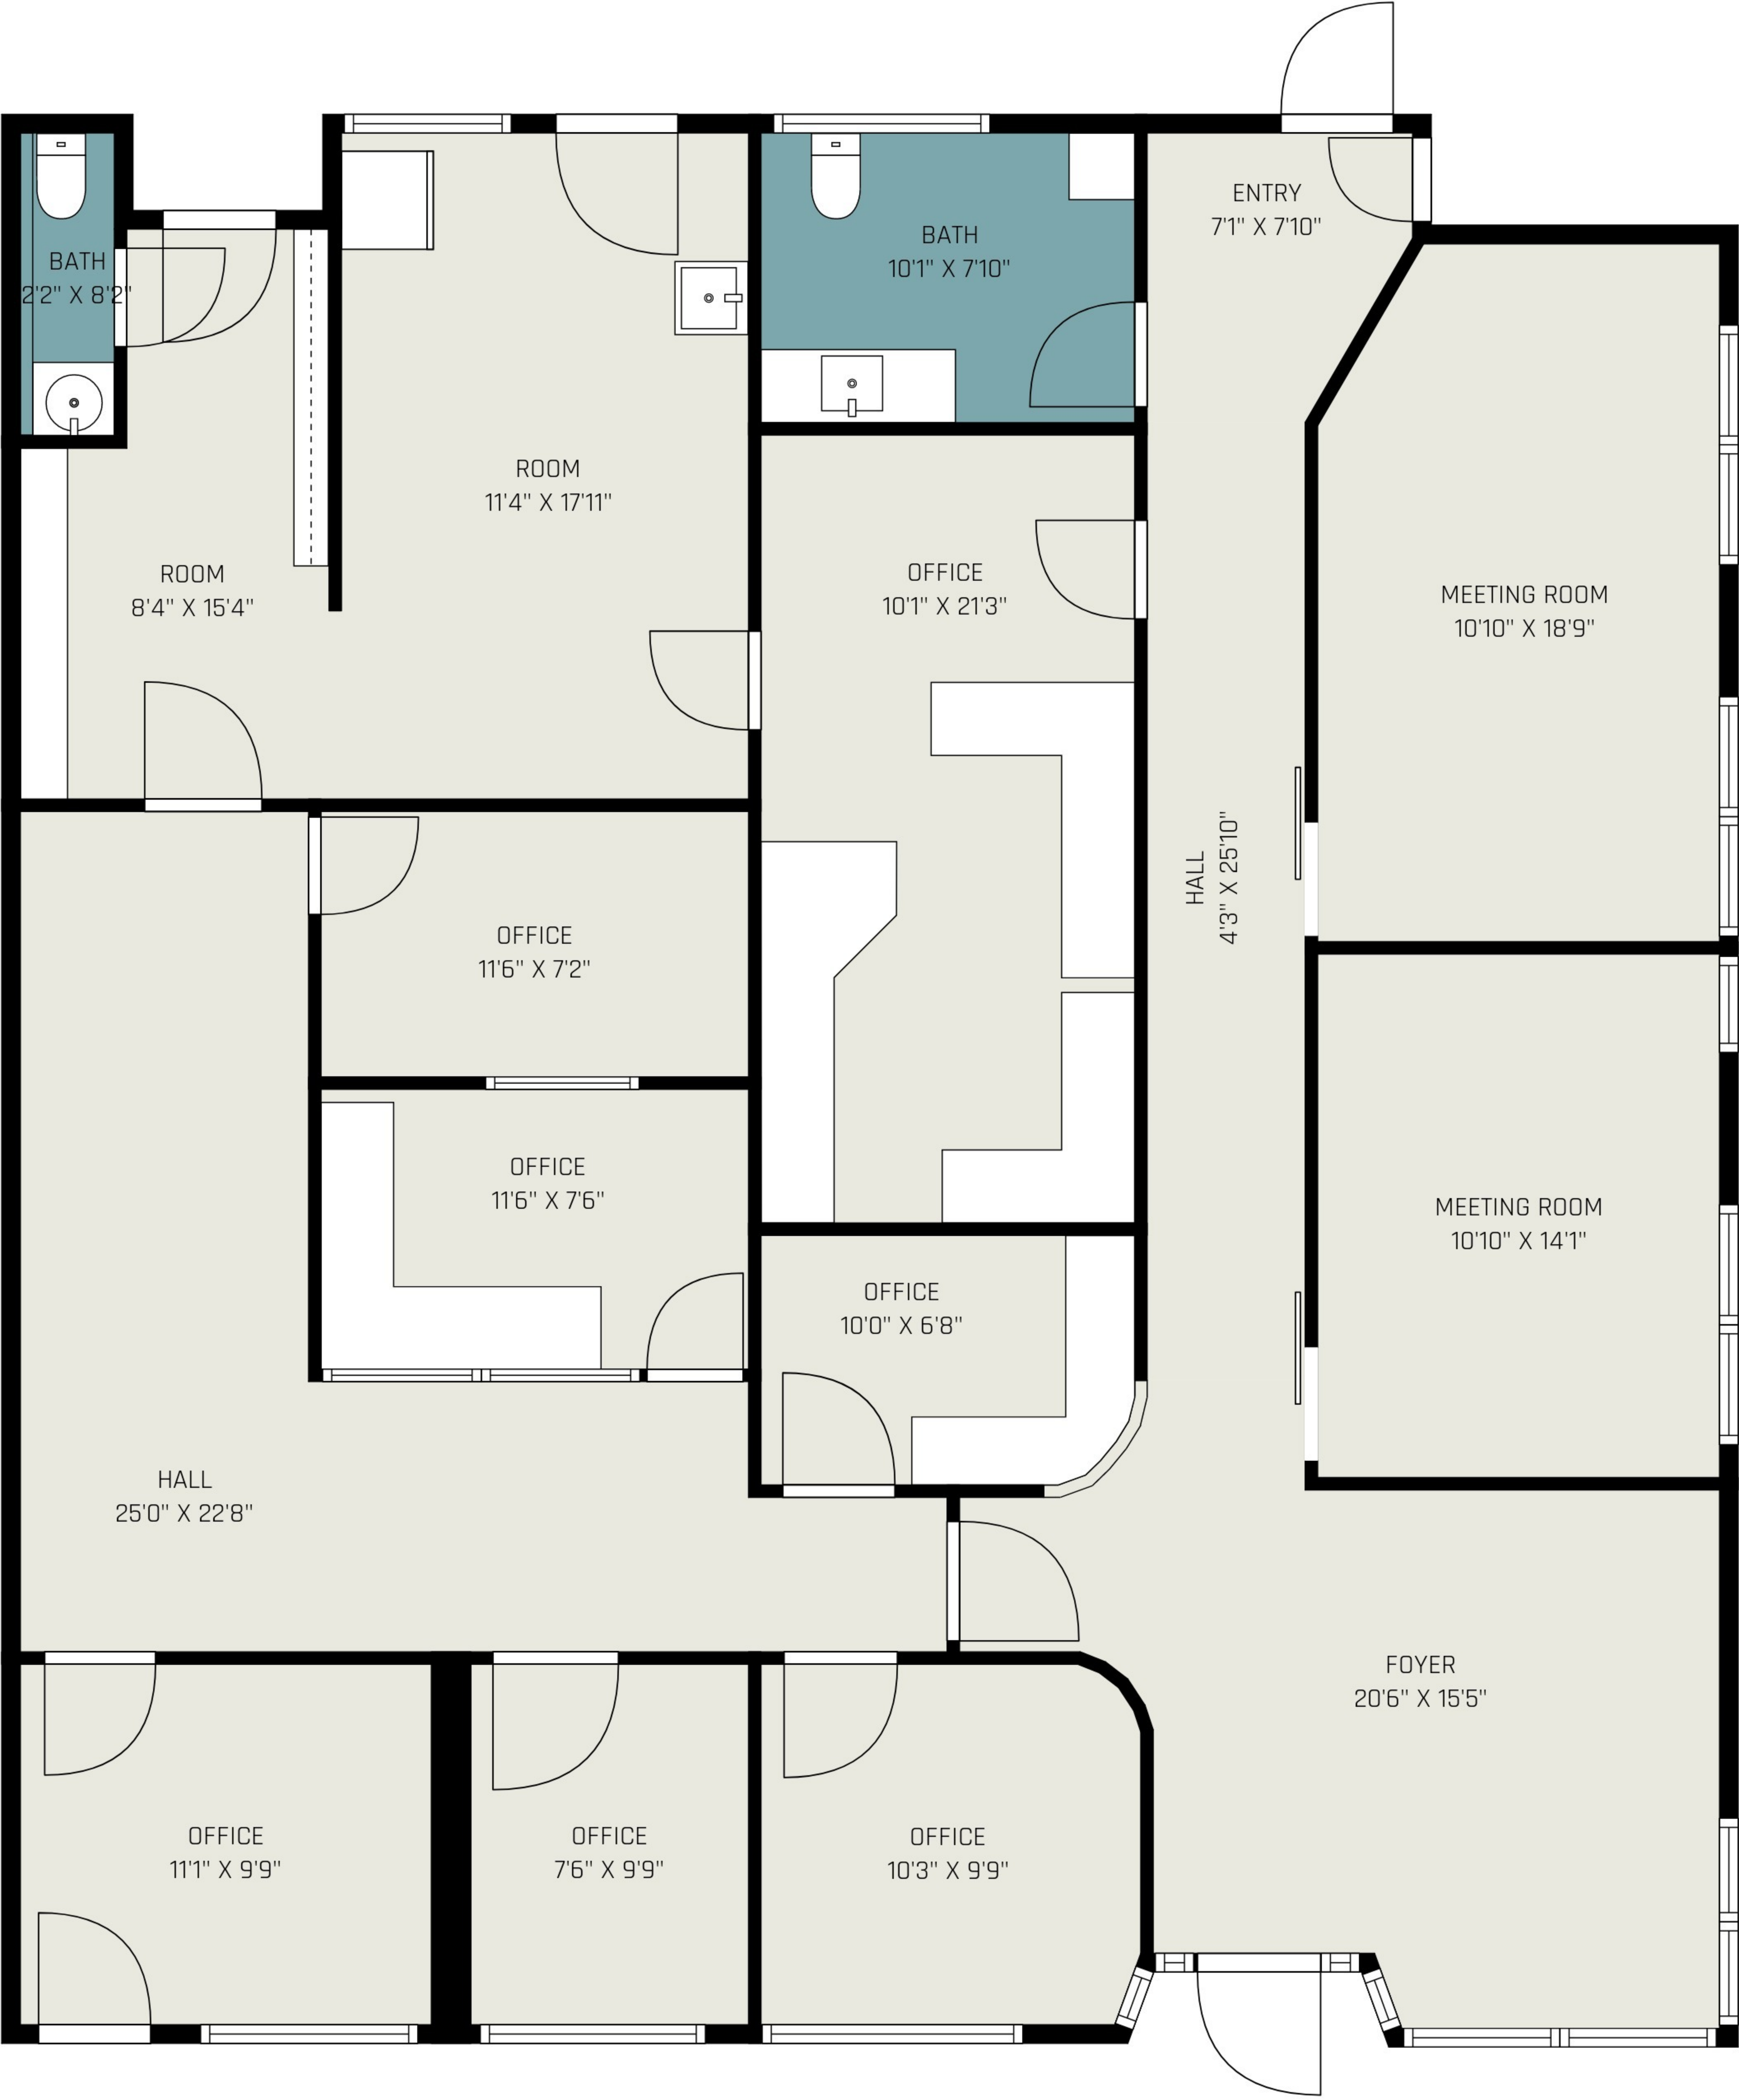 ENTRY
7'1" X 7'10"
BATH
10'1" X 7'10"
BATH
2'2" X 8'2"
ROOM
11'4" X 17'11"
ROOM
8'4" X 15'4"
OFFICE
10'1" X 21'3"
MEETING ROOM
10'10" X 18'9"
HALL
4'3" X 25'10"
OFFICE
11'6" X 7'2"
OFFICE
11'6" X 7'6"
MEETING ROOM
10'10" X 14'1"
OFFICE
10'0" X 6'8"
HALL
25'0" X 22'8"
FOYER
20'6" X 15'5"
OFFICE
11'1" X 9'9"
OFFICE
7'6" X 9'9"
OFFICE
10'3" X 9'9"